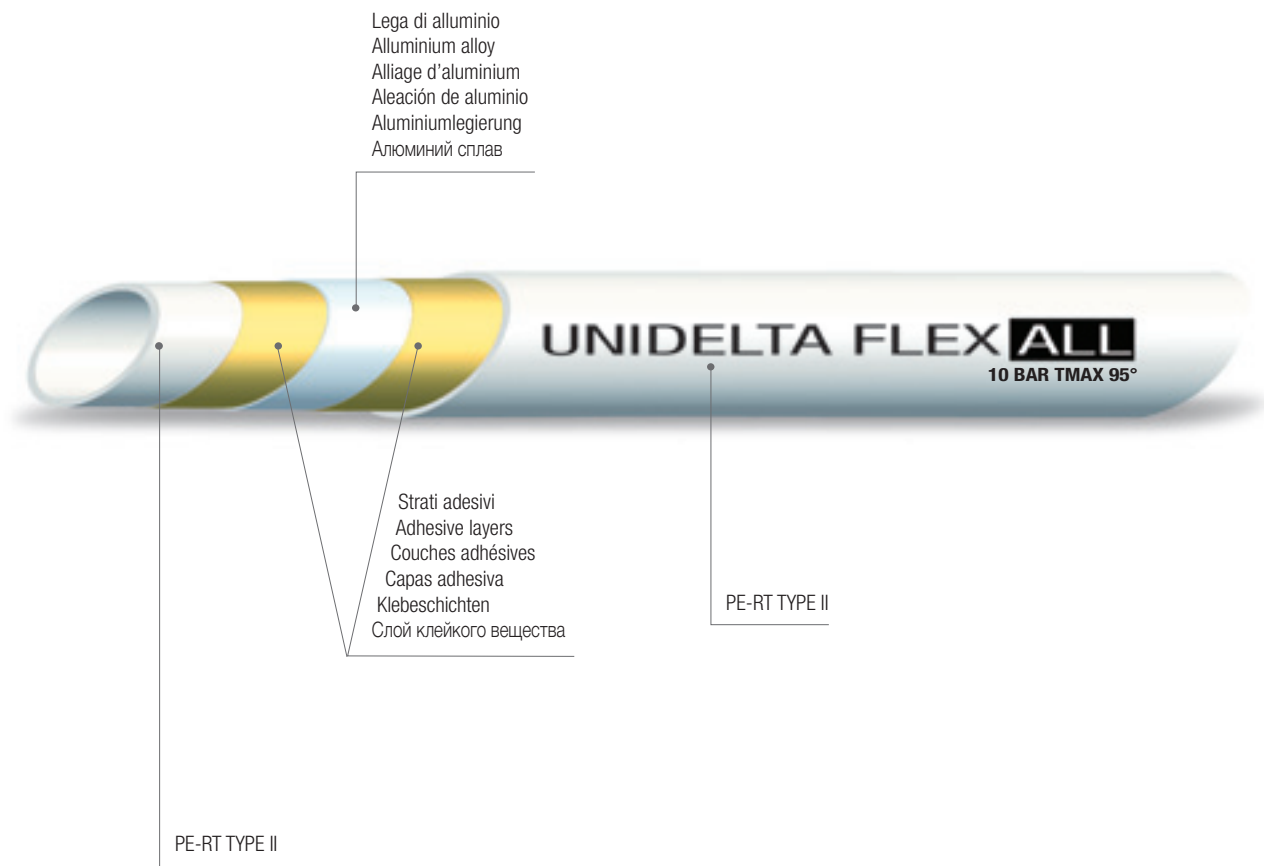 Lega di alluminio
Alluminium alloy
Alliage d'aluminium
Aleación de aluminio
Aluminiumlegierung
Алюминий сплав
UNIDELTA FLEX ALL
10 BAR TMAX 95°
Strati adesivi
Adhesive layers
Couches adhésives
Capas adhesiva
Klebeschichten
Слой клейкого вещества
PE-RT TYPE II
PE-RT TYPE II